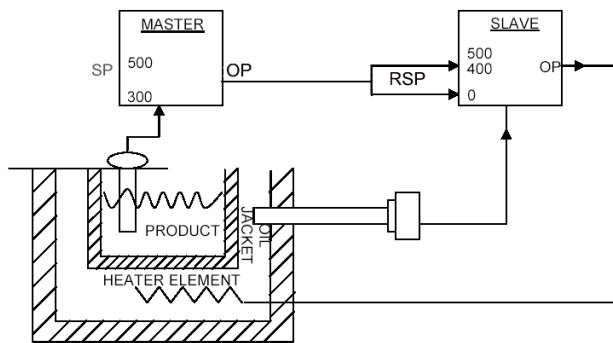 MASTER
SP
500
OP
300
SLAVE
500
400
OP
RSP
0
PRODUCT
OIL
JACKET
HEATER ELEMENT